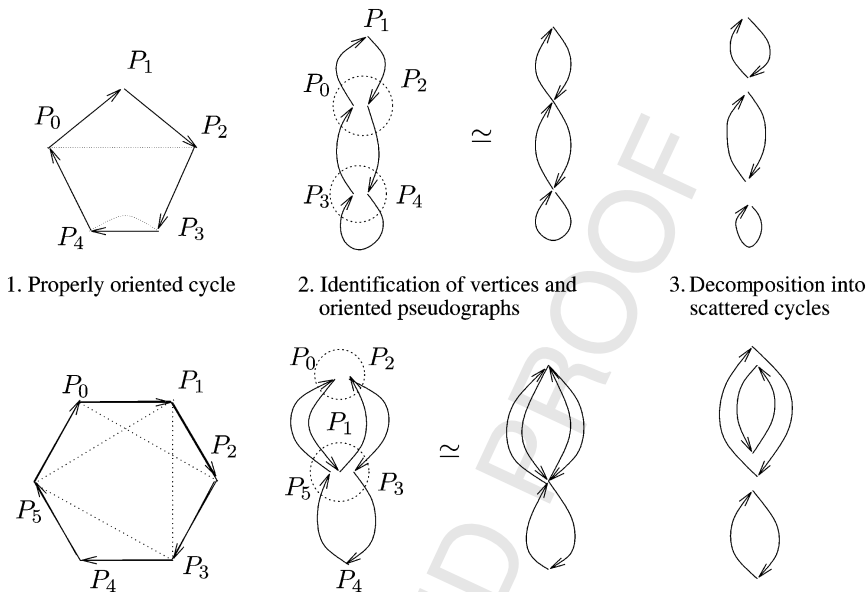 P₁
P₀ P₂
P₄ P₃
P₁
P₀ P₂
≃
P₃ P₄
1. Properly oriented cycle
2. Identification of vertices and
oriented pseudographs
3. Decomposition into
scattered cycles
P₀ P₁
P₂
P₅
P₃
P₄
P₀ P₂
P₁
≃
P₅ P₃
P₄
D PROOF